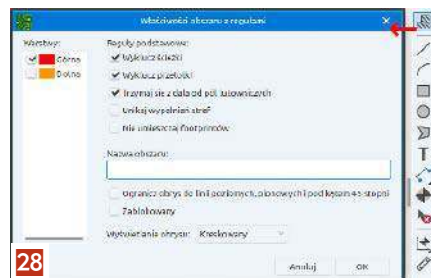 Właściwości obszaru z regułami
Warstwy:
Górna
Dolna
Reguły podstawowe:
Wyklucz ścieżki
Wyklucz przelotki
Trzymaj się z dala od pól lutowniczych
Unikaj wypełnień stref
Nie umieszczaj footprintów
Nazwa obszaru:
Ogranicz obrys do linii poziomych, pionowych i pod kątem 45 stopni
Zablokowany
Wyświetlanie obrysu: Kreskowany
Anuluj OK
28
T